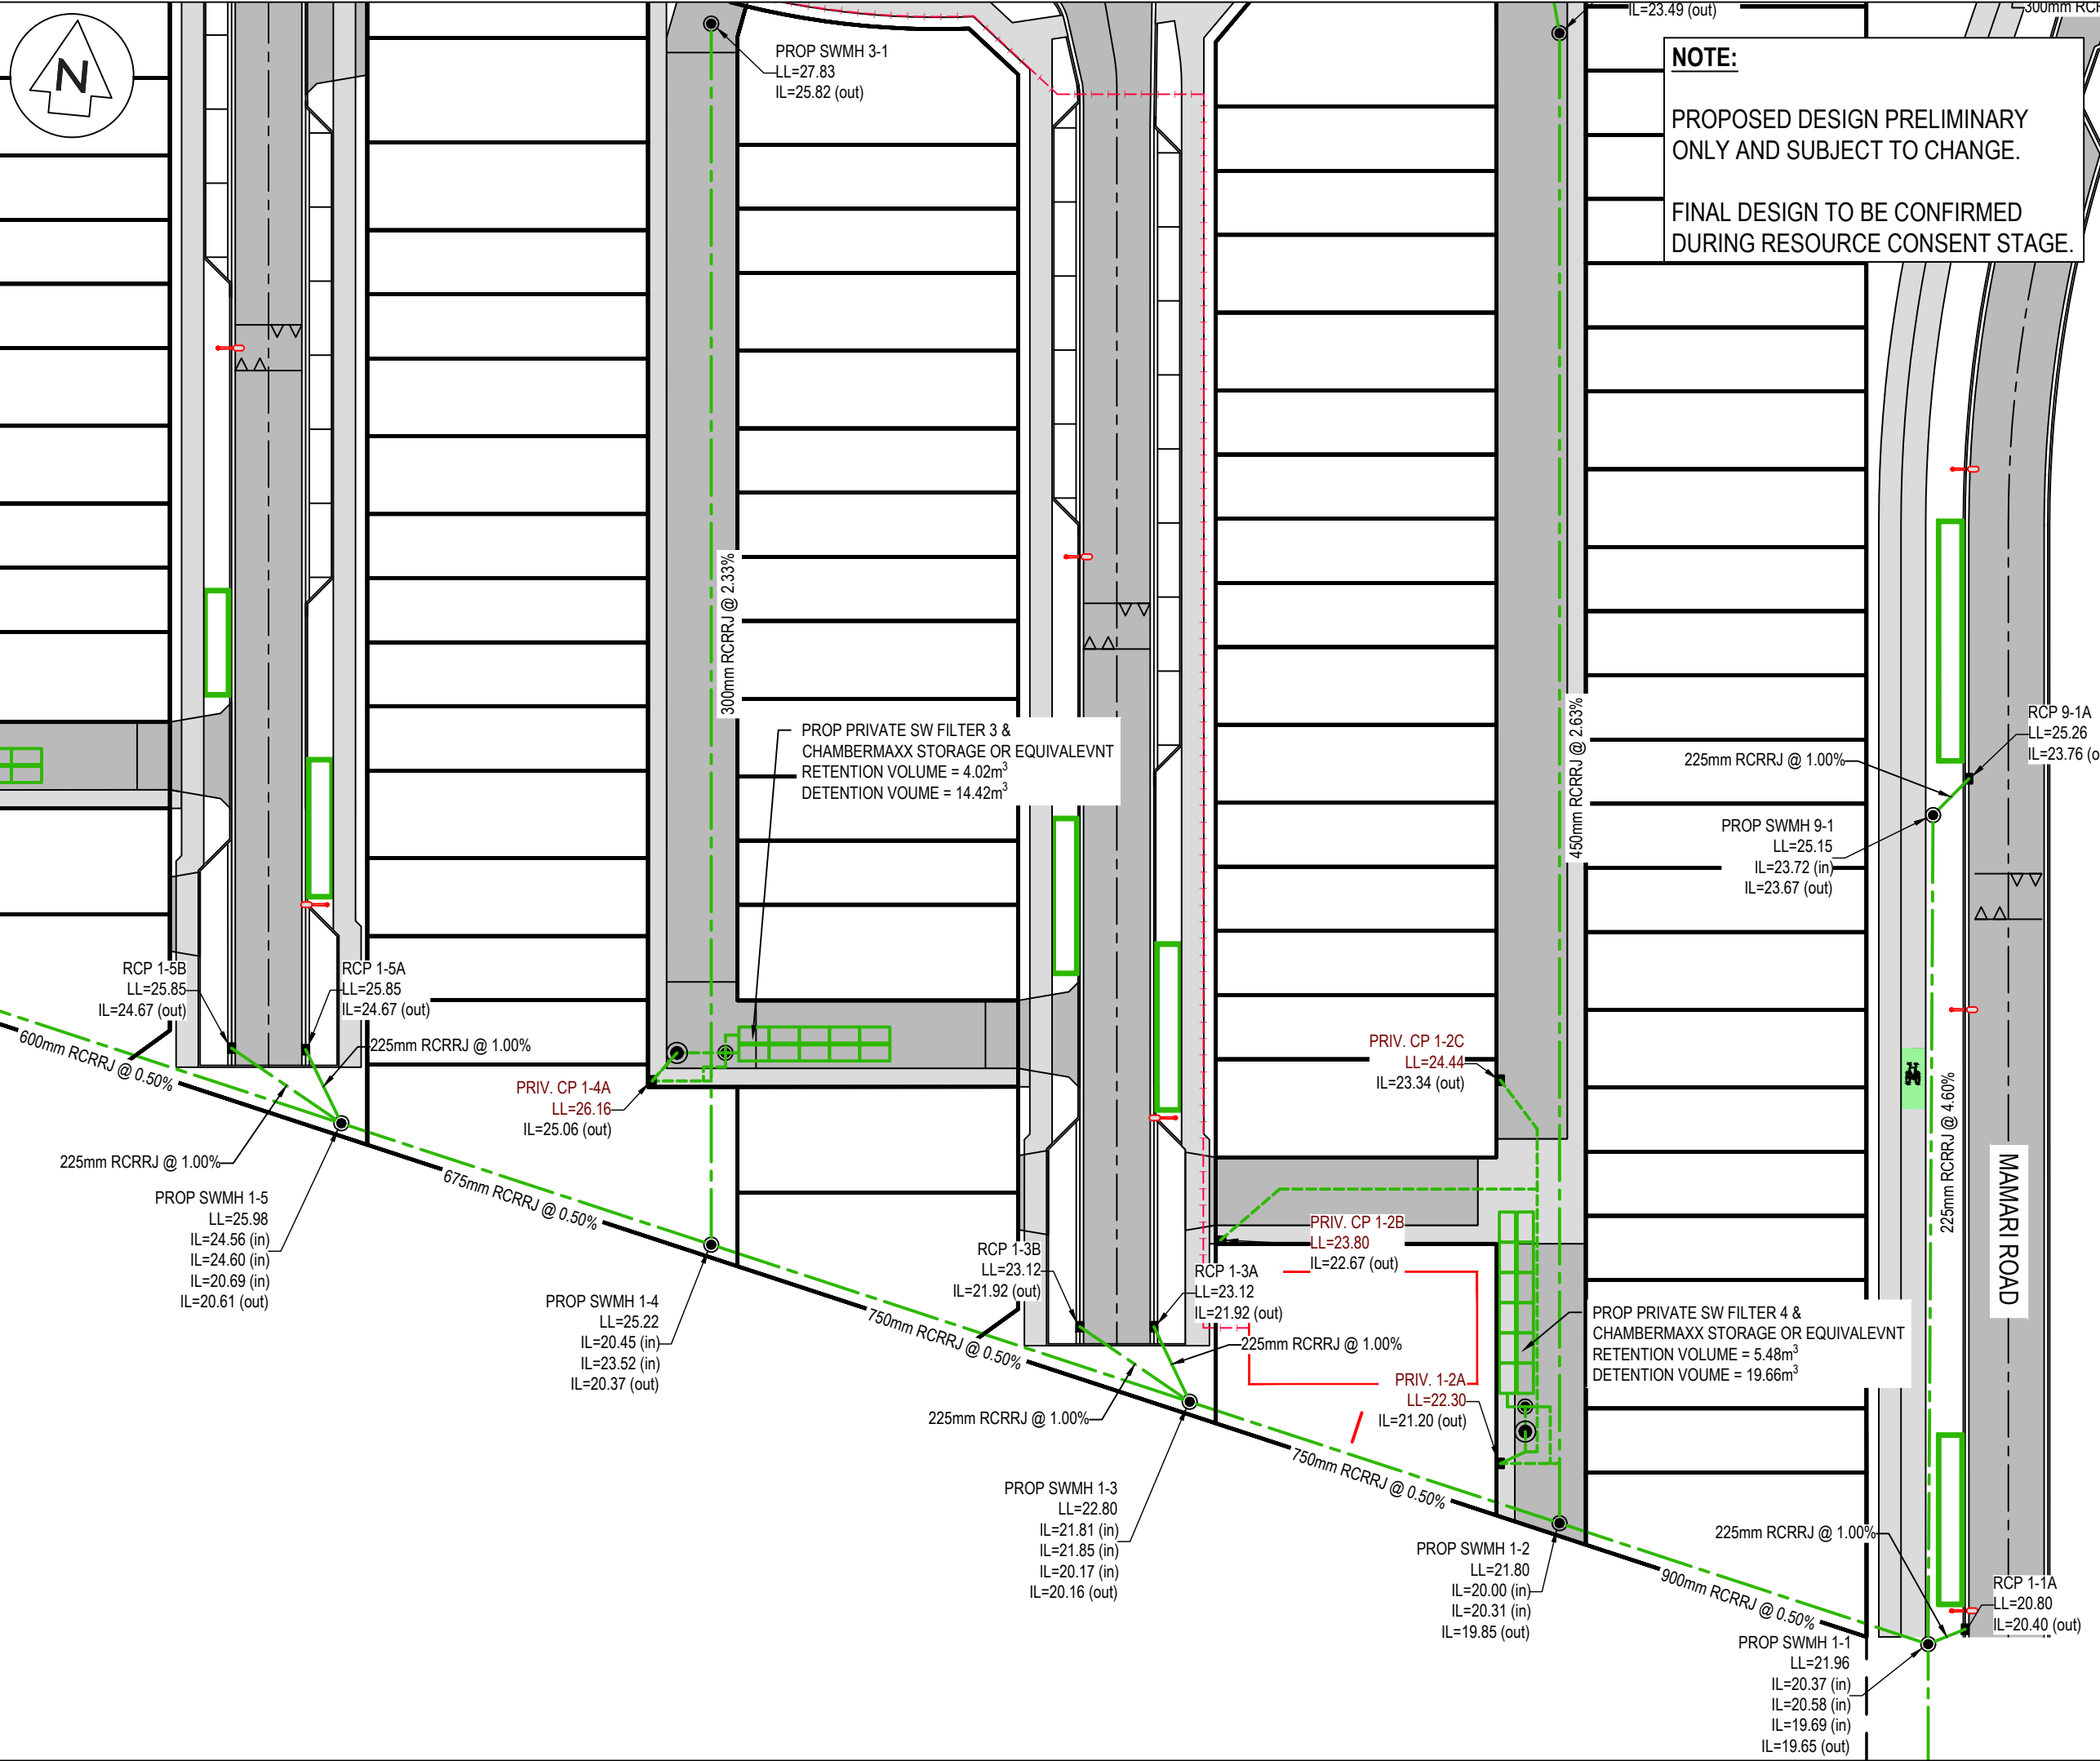 N
PROP SWMH 3-1
LL=27.83
IL=25.82 (out)
IL=23.49 (out)
NOTE:
PROPOSED DESIGN PRELIMINARY
ONLY AND SUBJECT TO CHANGE.
FINAL DESIGN TO BE CONFIRMED
DURING RESOURCE CONSENT STAGE.
300mm RCRRJ @ 2.33%
PROP PRIVATE SW FILTER 3 &
CHAMBERMAXX STORAGE OR EQUIVALEVNT
RETENTION VOLUME = 4.02m³
DETENTION VOUME = 14.42m³
450mm RCRRJ @ 2.63%
RCP 9-1A
LL=25.26
IL=23.76 (o
225mm RCRRJ @ 1.00%
PROP SWMH 9-1
LL=25.15
IL=23.72 (in)
IL=23.67 (out)
RCP 1-5B
LL=25.85
IL=24.67 (out)
RCP 1-5A
LL=25.85
IL=24.67 (out)
225mm RCRRJ @ 1.00%
600mm RCRRJ @ 0.50%
PRIV. CP 1-4A
LL=26.16
IL=25.06 (out)
PRIV. CP 1-2C
LL=24.44
IL=23.34 (out)
225mm RCRRJ @ 4.60%
MAMARI ROAD
225mm RCRRJ @ 1.00%
675mm RCRRJ @ 0.50%
PROP SWMH 1-5
LL=25.98
IL=24.56 (in)
IL=24.60 (in)
IL=20.69 (in)
IL=20.61 (out)
PROP SWMH 1-4
LL=25.22
IL=20.45 (in)
IL=23.52 (in)
IL=20.37 (out)
750mm RCRRJ @ 0.50%
RCP 1-3B
LL=23.12
IL=21.92 (out)
RCP 1-3A
LL=23.12
IL=21.92 (out)
PRIV. CP 1-2B
LL=23.80
IL=22.67 (out)
225mm RCRRJ @ 1.00%
PROP PRIVATE SW FILTER 4 &
CHAMBERMAXX STORAGE OR EQUIVALEVNT
RETENTION VOLUME = 5.48m³
DETENTION VOUME = 19.66m³
PRIV. 1-2A
LL=22.30
IL=21.20 (out)
225mm RCRRJ @ 1.00%
750mm RCRRJ @ 0.50%
PROP SWMH 1-3
LL=22.80
IL=21.81 (in)
IL=21.85 (in)
IL=20.17 (in)
IL=20.16 (out)
PROP SWMH 1-2
LL=21.80
IL=20.00 (in)
IL=20.31 (in)
IL=19.85 (out)
225mm RCRRJ @ 1.00%
900mm RCRRJ @ 0.50%
RCP 1-1A
LL=20.80
IL=20.40 (out)
PROP SWMH 1-1
LL=21.96
IL=20.37 (in)
IL=20.58 (in)
IL=19.69 (in)
IL=19.65 (out)